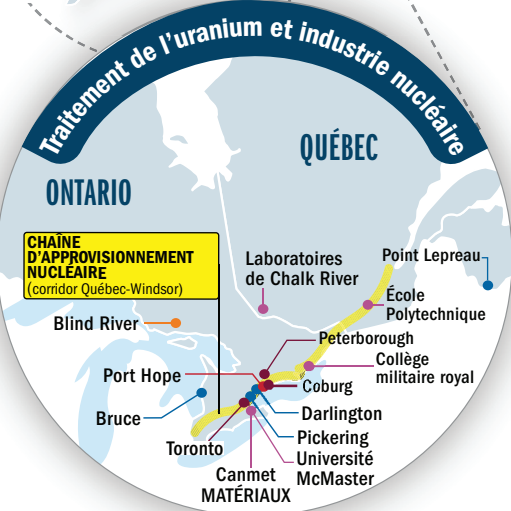 Traitement de l'uranium et industrie nucléaire
QUÉBEC
ONTARIO
CHAÎNE
D'APPROVISIONNEMENT
NUCLÉAIRE
(corridor Québec-Windsor)
Laboratoires
de Chalk River
Point Lepreau
École
Polytechnique
Blind River
Peterborough
Collège
militaire royal
Port Hope
Coburg
Bruce
Darlington
Pickering
Toronto
Université
McMaster
Canmet
MATÉRIAUX